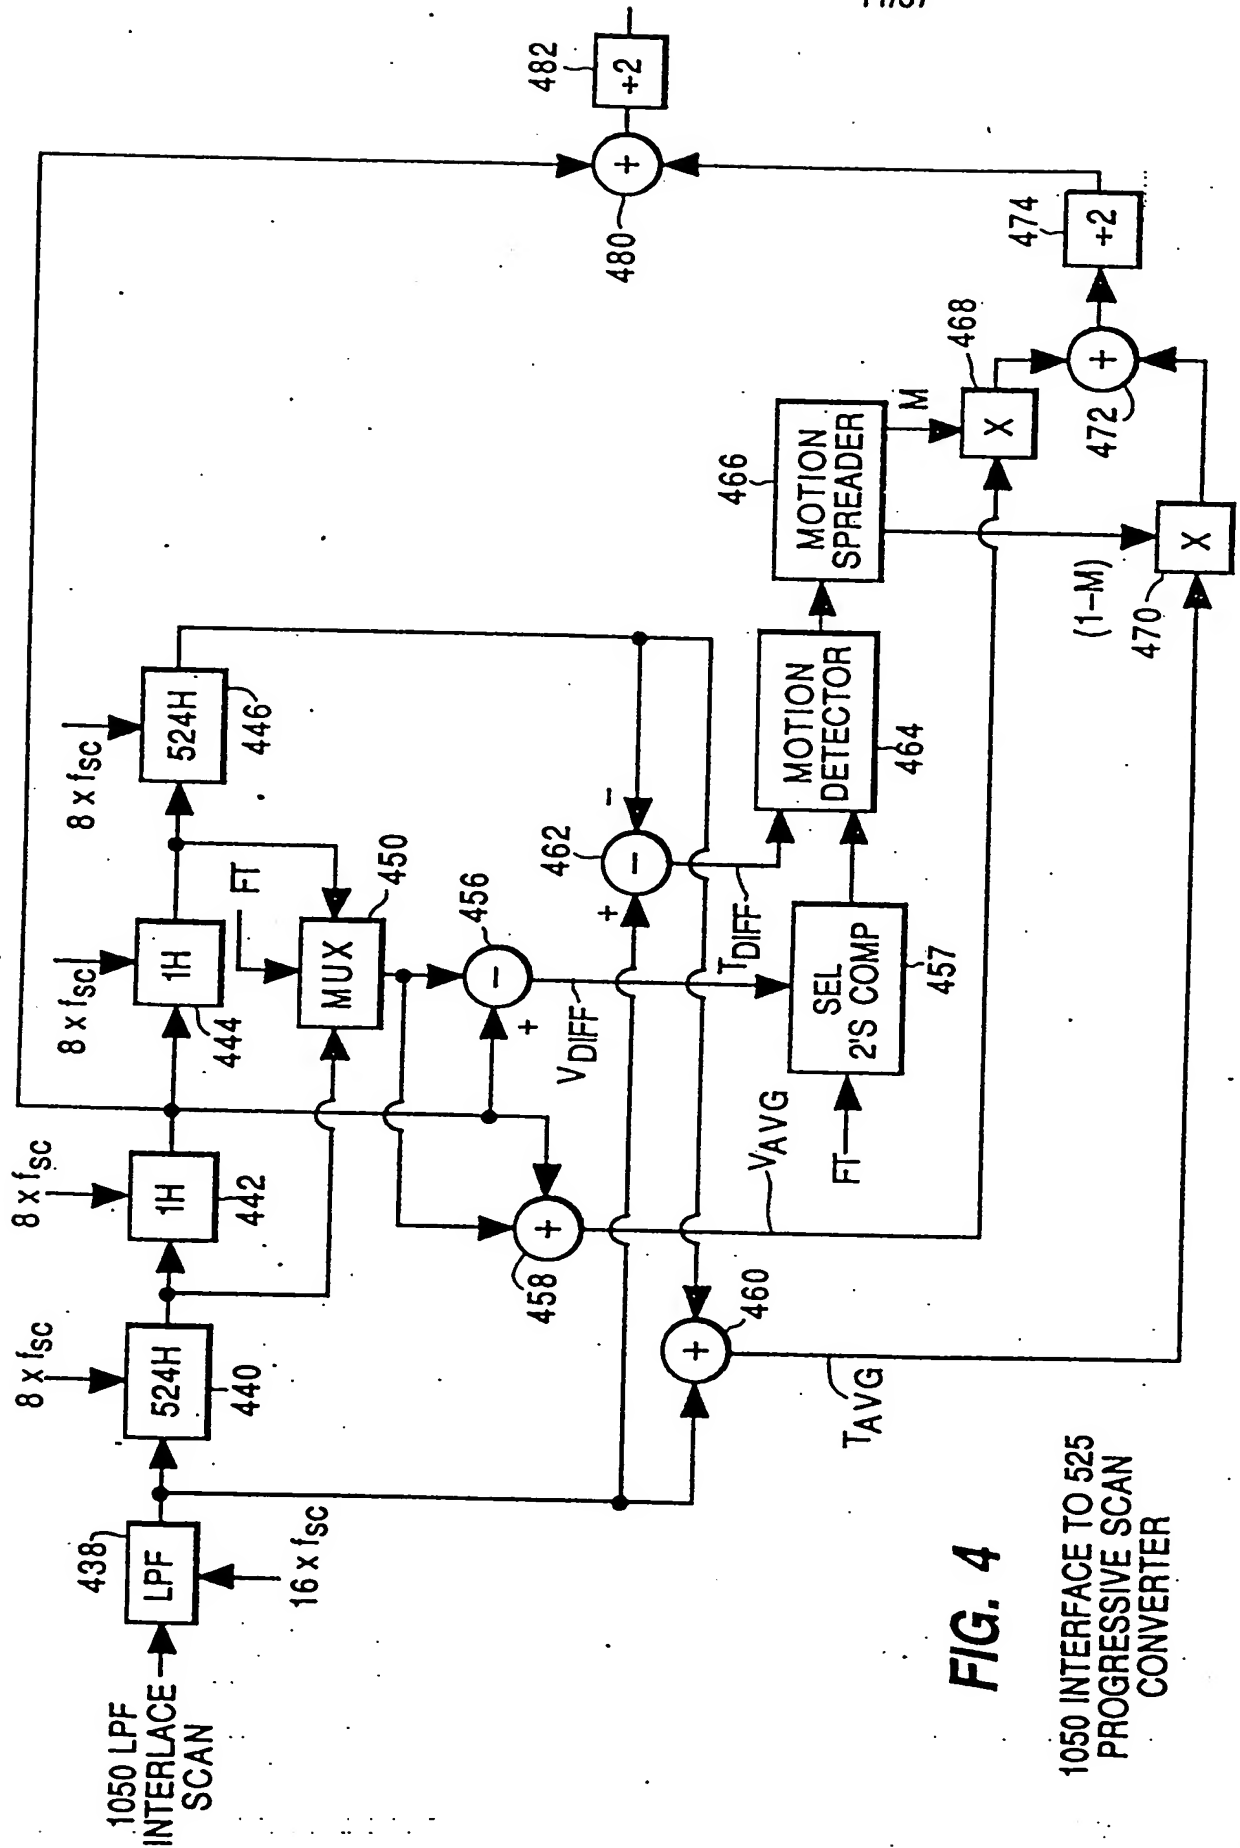 1050 LPF
INTERLACE
SCAN
LPF
438
16 x fSC
524H
440
8 x fSC
1H
442
8 x fSC
1H
444
8 x fSC
524H
446
8 x fSC
FT
MUX
450
-
+
456
+
458
VDIFF
-
+
-
462
TDIFF
+
460
VAVG
TAVG
FT
SEL
2'S COMP
457
MOTION
DETECTOR
464
MOTION
SPREADER
466
M
(1-M)
X
468
X
470
+
472
÷2
474
+
480
÷2
482
FIG. 4
1050 INTERFACE TO 525
PROGRESSIVE SCAN
CONVERTER